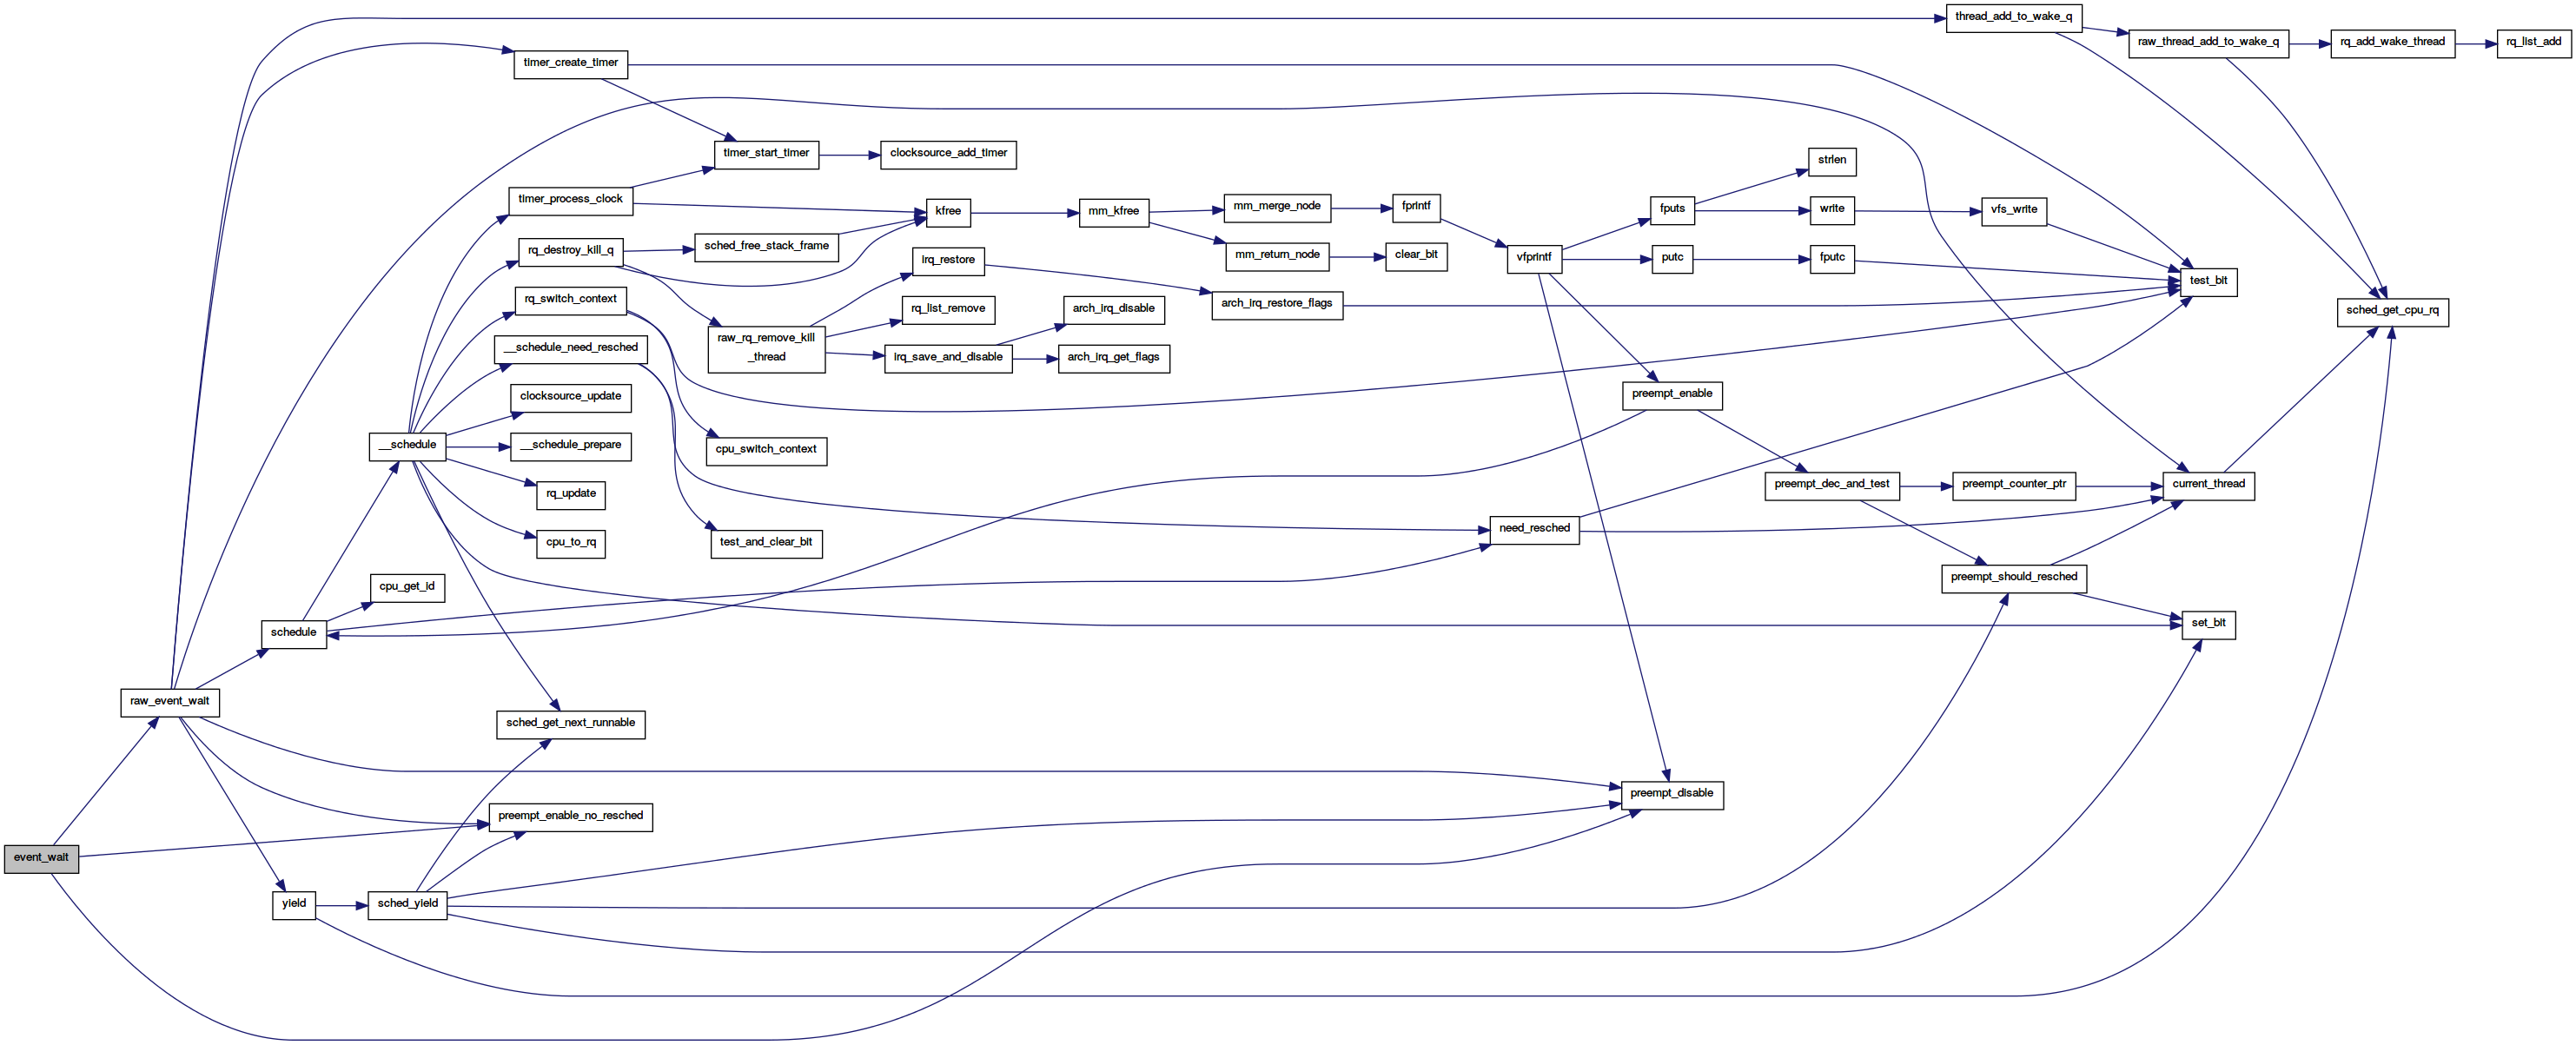 thread_add_to_wake_q
raw_thread_add_to_wake_q
rq_add_wake_thread
rq_list_add
timer_create_timer
timer_start_timer
clocksource_add_timer
strlen
timer_process_clock
kfree
mm_kfree
mm_merge_node
fprintf
fputs
write
vfs_write
rq_destroy_kill_q
sched_free_stack_frame
irq_restore
mm_return_node
clear_bit
vfprintf
putc
fputc
test_bit
rq_switch_context
rq_list_remove
arch_irq_disable
arch_irq_restore_flags
sched_get_cpu_rq
__schedule_need_resched
raw_rq_remove_kill
_thread
irq_save_and_disable
arch_irq_get_flags
clocksource_update
preempt_enable
__schedule
__schedule_prepare
cpu_switch_context
rq_update
preempt_dec_and_test
preempt_counter_ptr
current_thread
cpu_to_rq
test_and_clear_bit
need_resched
cpu_get_id
preempt_should_resched
schedule
set_bit
raw_event_wait
sched_get_next_runnable
preempt_disable
preempt_enable_no_resched
event_wait
yield
sched_yield